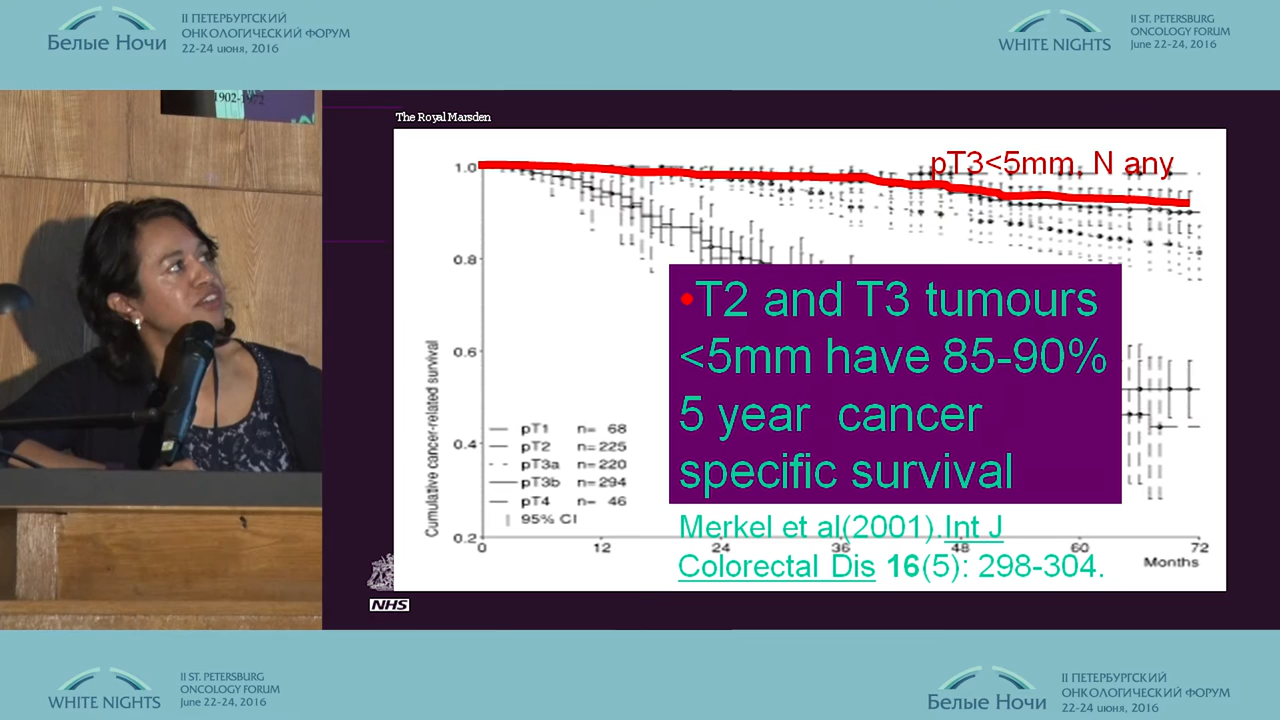 II ПЕТЕРБУРГСКИЙ
ОНКОЛОГИЧЕСКИЙ ФОРУМ
Белые Ночи
22-24 июня, 2016
II ST. PETERSBURG
ONCOLOGY FORUM
WHITE NIGHTS
June 22-24, 2016
1902-1972
The Royal Marsden
pT3<5mm, N any
1.0
0.8
0.6
0.4
0.2
Cumulative cancer-related survival
•T2 and T3 tumours
<5mm have 85-90%
5 year cancer
specific survival
pT1 n= 68
pT2 n=225
pT3a n=220
pT3b n=294
pT4 n= 46
95% CI
Merkel et al(2001).Int J
Colorectal Dis 16(5): 298-304.
0 12 24 36 48 60 72
Months
NHS
II ST. PETERSBURG
ONCOLOGY FORUM
WHITE NIGHTS
June 22-24, 2016
II ПЕТЕРБУРГСКИЙ
ОНКОЛОГИЧЕСКИЙ ФОРУМ
Белые Ночи
22-24 июня, 2016